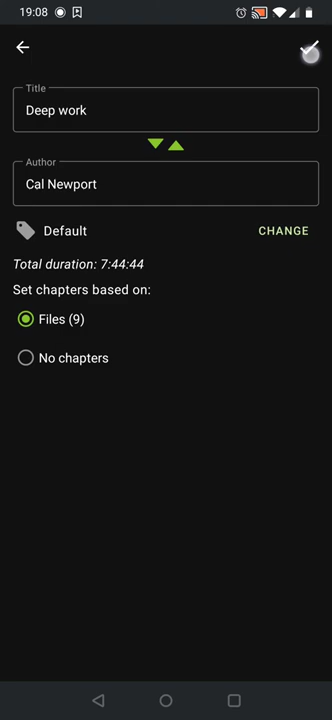 19:08
Title
Deep work
Author
Cal Newport
Default
CHANGE
Total duration: 7:44:44
Set chapters based on:
Files (9)
No chapters